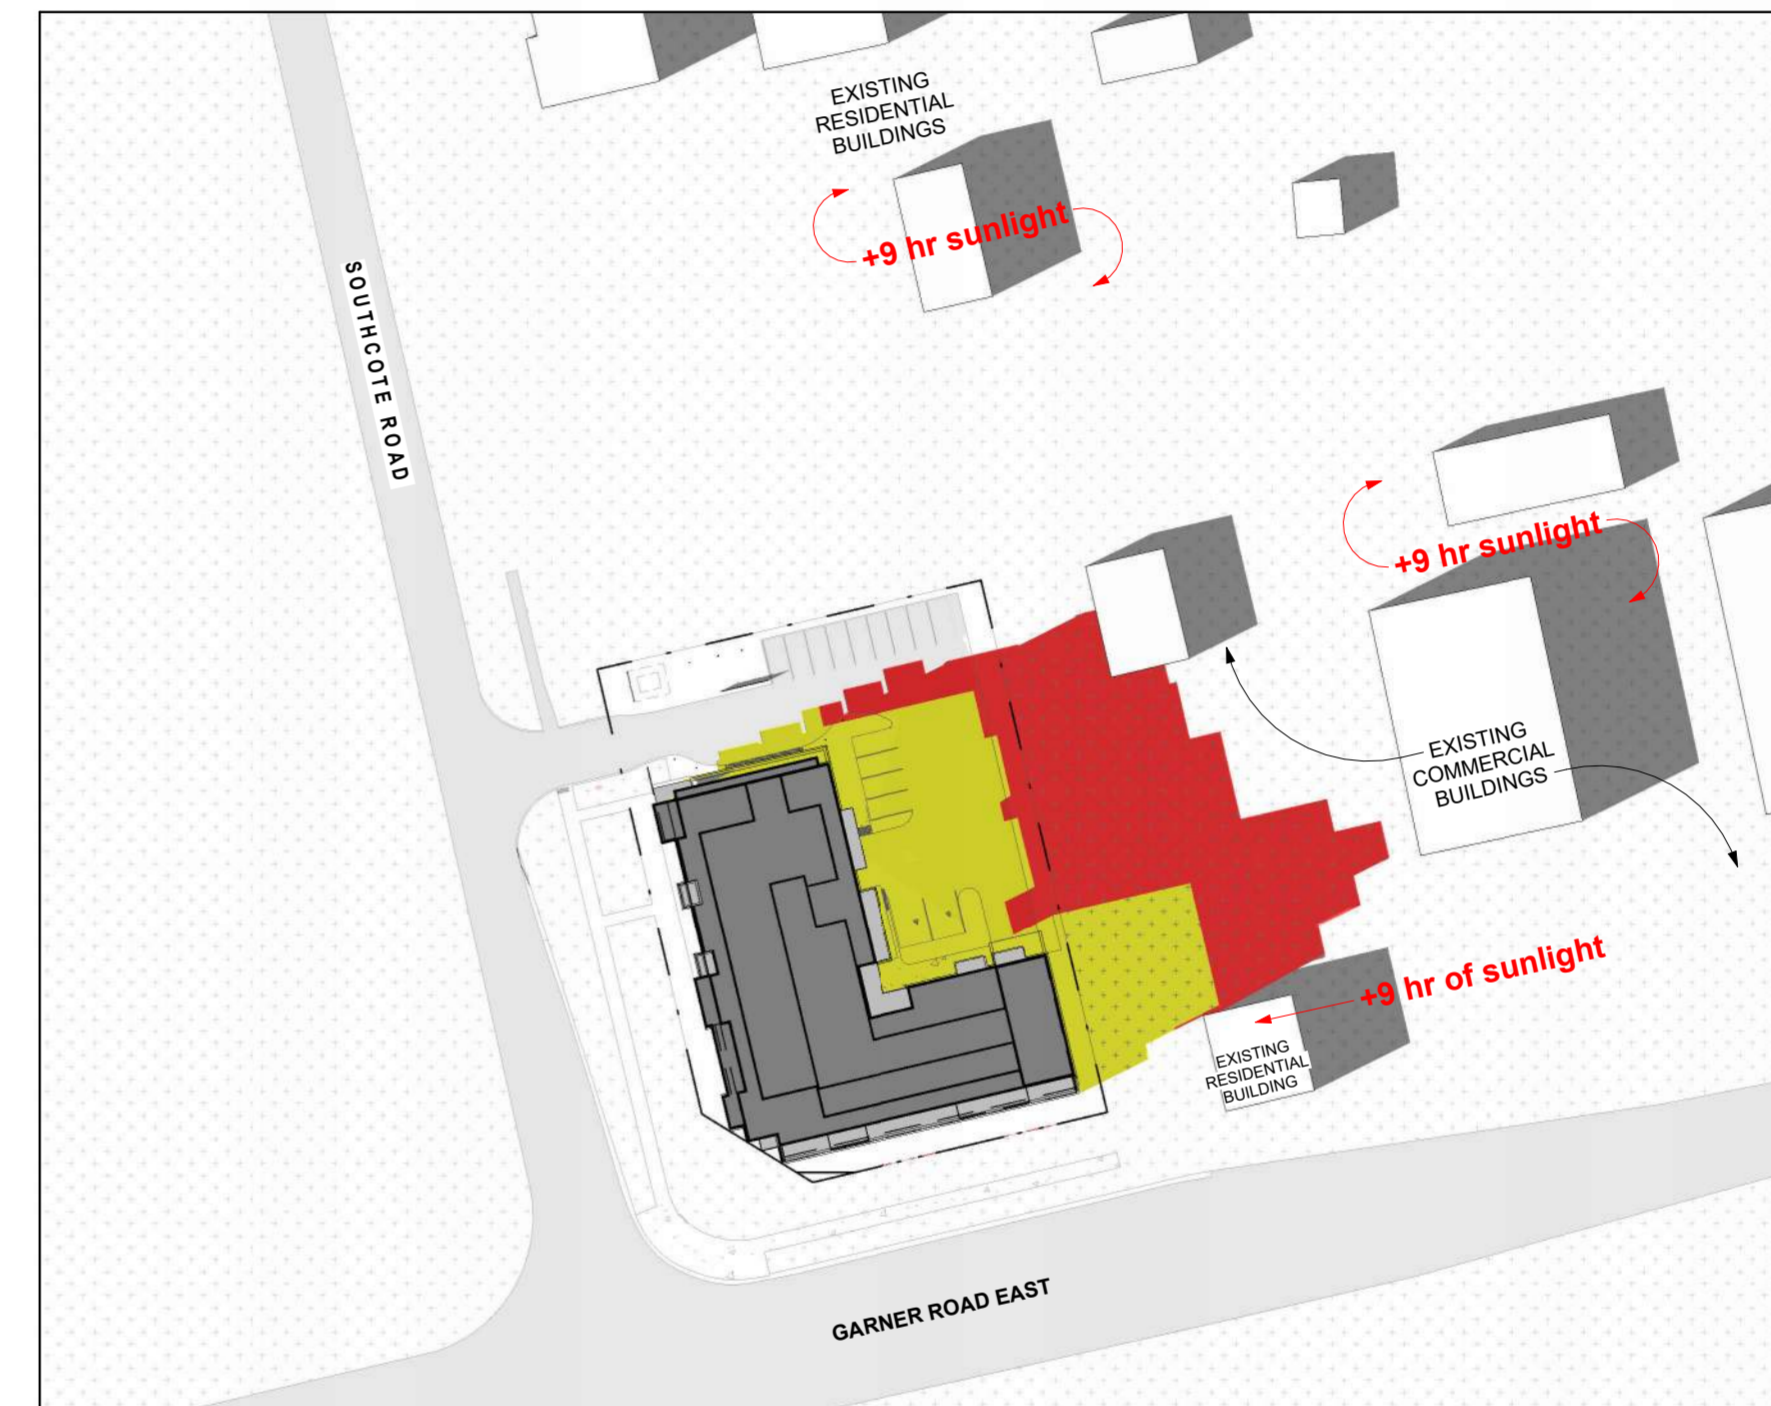 EXISTING
RESIDENTIAL
BUILDINGS
+9 hr sunlight
SOUTHCOTE ROAD
+9 hr sunlight
EXISTING
COMMERCIAL
BUILDINGS
+9 hr of sunlight
EXISTING
RESIDENTIAL
BUILDING
GARNER ROAD EAST